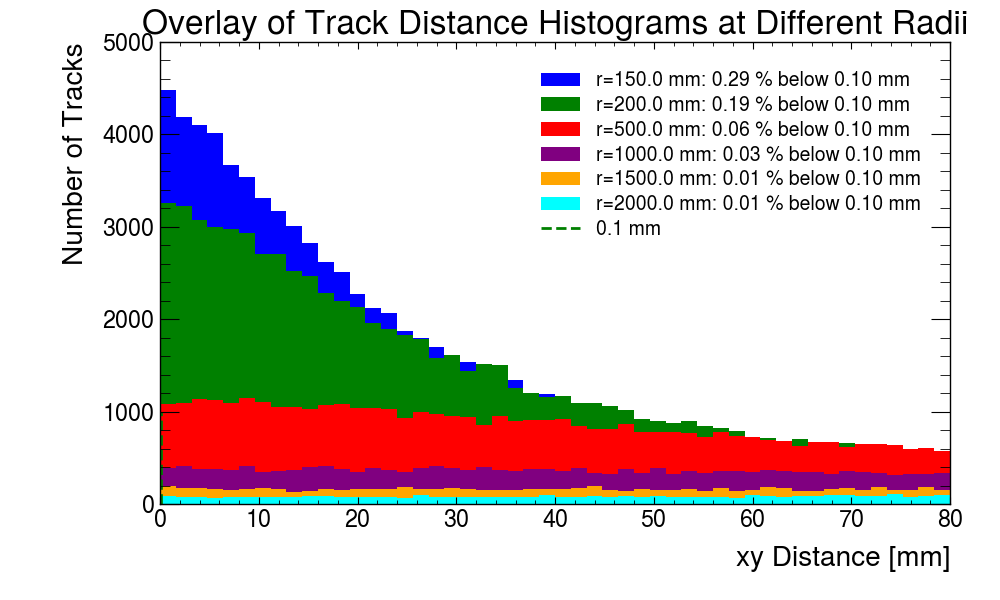 Overlay of Track Distance Histograms at Different Radii
Number of Tracks
5000
4000
3000
2000
1000
0
r=150.0 mm: 0.29 % below 0.10 mm
r=200.0 mm: 0.19 % below 0.10 mm
r=500.0 mm: 0.06 % below 0.10 mm
r=1000.0 mm: 0.03 % below 0.10 mm
r=1500.0 mm: 0.01 % below 0.10 mm
r=2000.0 mm: 0.01 % below 0.10 mm
0.1 mm
0 10 20 30 40 50 60 70 80
xy Distance [mm]